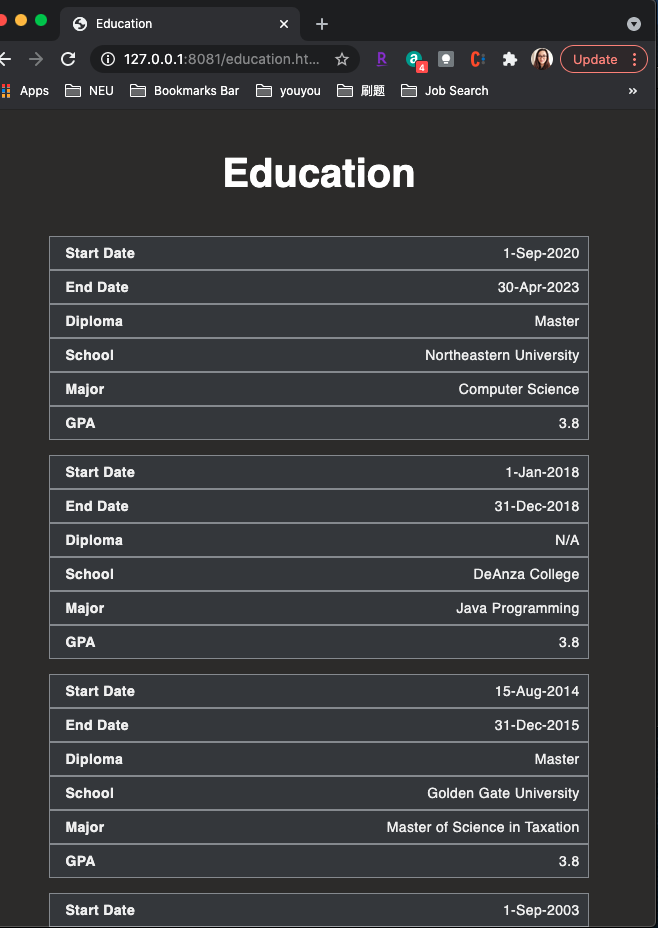 Education
127.0.0.1:8081/education.ht...
R
a
4
C
Update
Apps NEU Bookmarks Bar youyou 刷题 Job Search »
Education
Start Date 1-Sep-2020
End Date 30-Apr-2023
Diploma Master
School Northeastern University
Major Computer Science
GPA 3.8
Start Date 1-Jan-2018
End Date 31-Dec-2018
Diploma N/A
School DeAnza College
Major Java Programming
GPA 3.8
Start Date 15-Aug-2014
End Date 31-Dec-2015
Diploma Master
School Golden Gate University
Major Master of Science in Taxation
GPA 3.8
Start Date 1-Sep-2003